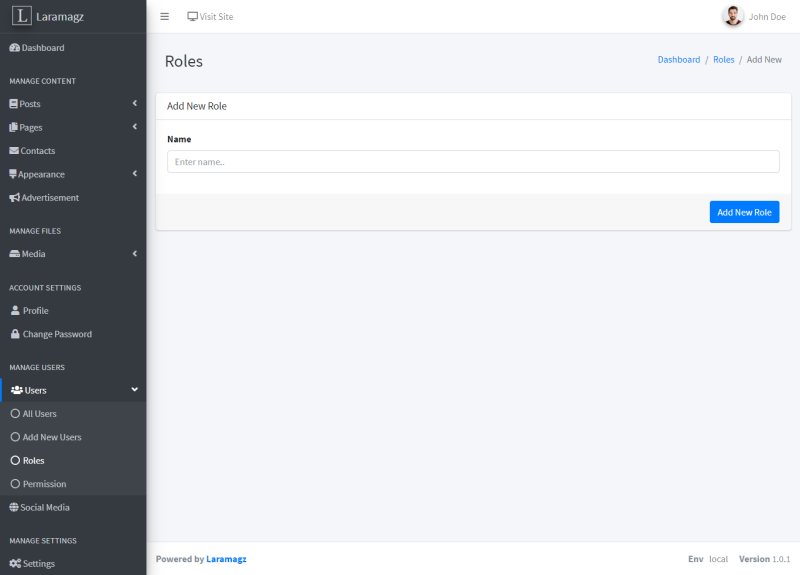 L Laramagz
Visit Site
John Doe
Dashboard
MANAGE CONTENT
Posts
Pages
Contacts
Appearance
Advertisement
MANAGE FILES
Media
ACCOUNT SETTINGS
Profile
Change Password
MANAGE USERS
Users
All Users
Add New Users
Roles
Permission
Social Media
MANAGE SETTINGS
Settings
Roles
Dashboard / Roles / Add New
Add New Role
Name
Enter name..
Add New Role
Powered by Laramagz
Env local Version 1.0.1